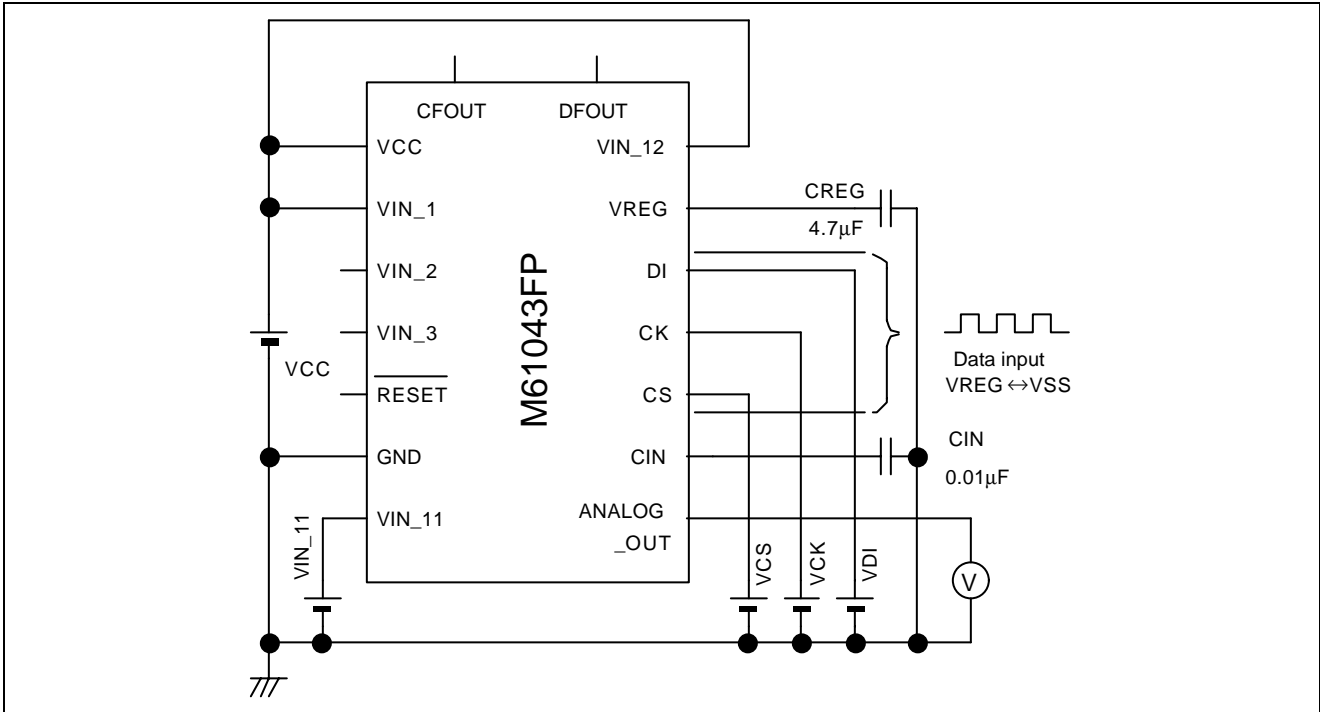 CFOUT
DFOUT
VCC
VIN_12
VIN_1
VREG
CREG
4.7μF
VIN_2
DI
VIN_3
CK
M61043FP
VCC
RESET
CS
Data input
VREG ↔VSS
GND
CIN
CIN
0.01μF
VIN_11
VIN_11
ANALOG
_OUT
VCS
VCK
VDI
V